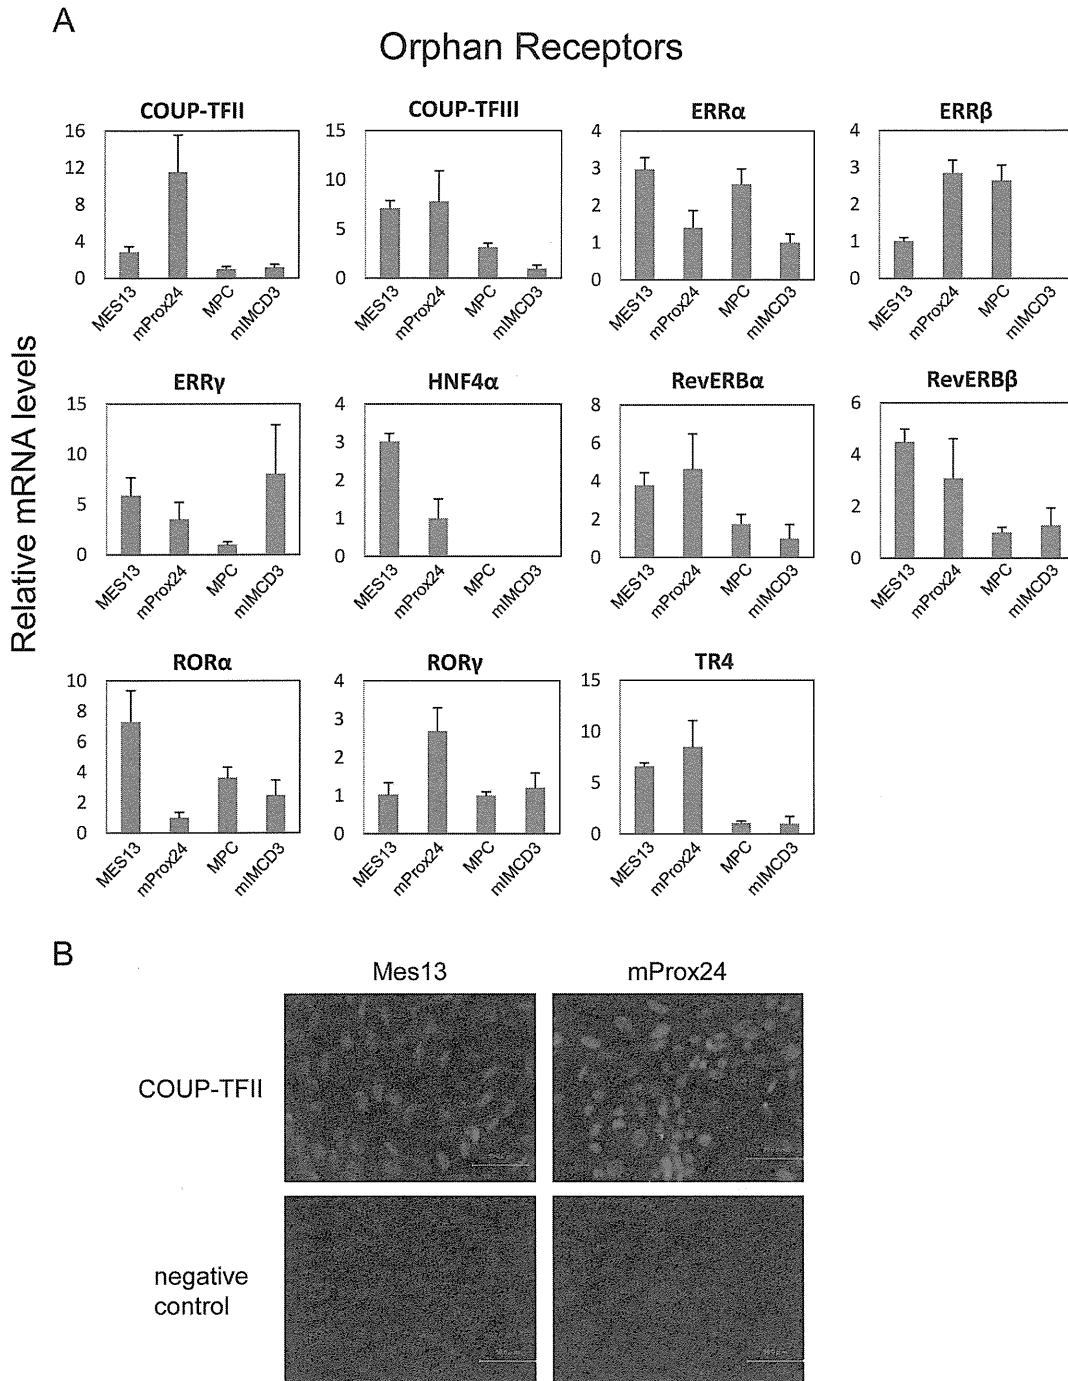 A
Orphan Receptors
Relative mRNA levels
COUP-TFII
16
12
8
4
0
MES13
mProx24
MPC
mIMCD3
COUP-TFIII
15
10
5
0
MES13
mProx24
MPC
mIMCD3
ERRα
4
3
2
1
0
MES13
mProx24
MPC
mIMCD3
ERRβ
4
3
2
1
0
MES13
mProx24
MPC
mIMCD3
ERRγ
15
10
5
0
MES13
mProx24
MPC
mIMCD3
HNF4α
4
3
2
1
0
MES13
mProx24
MPC
mIMCD3
RevERBα
8
6
4
2
0
MES13
mProx24
MPC
mIMCD3
RevERBβ
6
4
2
0
MES13
mProx24
MPC
mIMCD3
RORα
10
8
6
4
2
0
MES13
mProx24
MPC
mIMCD3
RORγ
4
3
2
1
0
MES13
mProx24
MPC
mIMCD3
TR4
15
10
5
0
MES13
mProx24
MPC
mIMCD3
B
Mes13
mProx24
COUP-TFII
negative
control